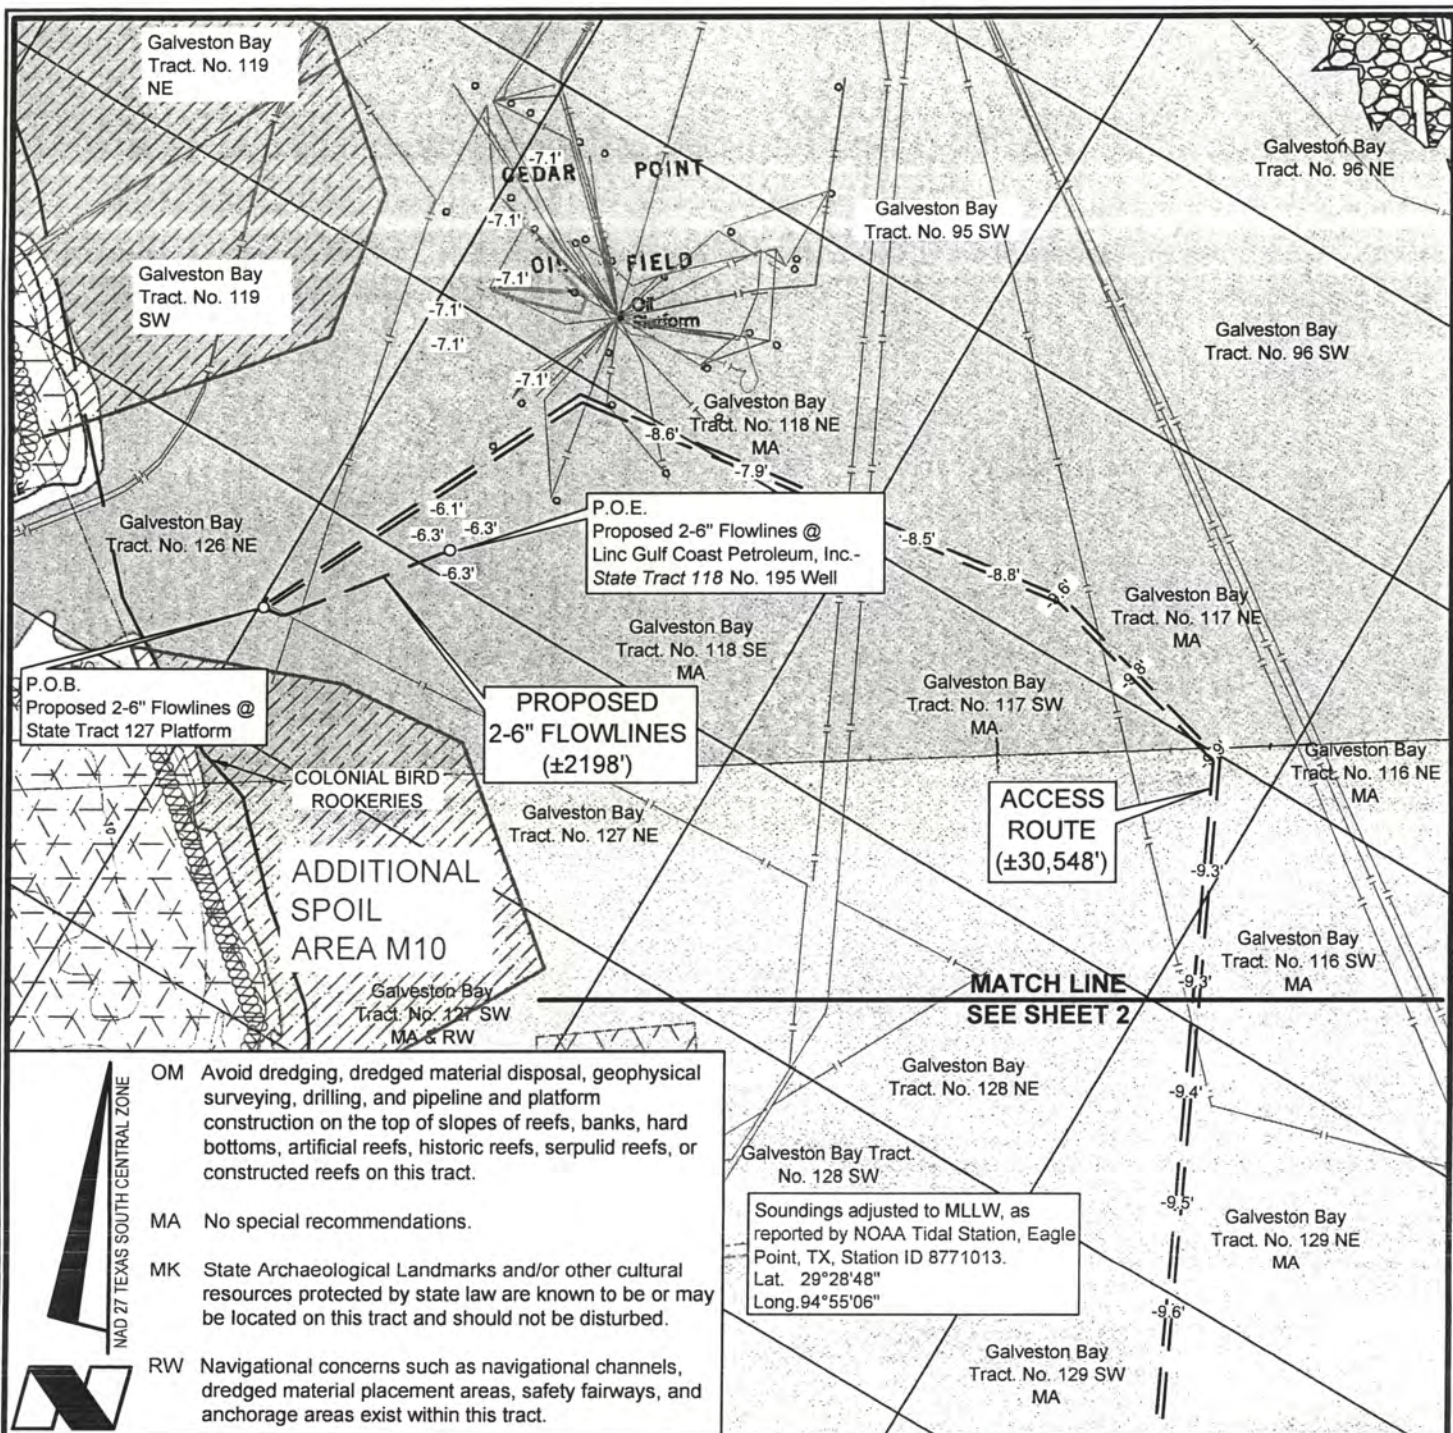 Galveston Bay
Tract. No. 119
NE
Galveston Bay
Tract. No. 96 NE
-7.1'
CEDAR POINT
Galveston Bay
Tract. No. 95 SW
-7.1'
OIL FIELD
-7.1'
Galveston Bay
Tract. No. 119
SW
-7.1'
Oil
Platform
-7.1'
Galveston Bay
Tract. No. 96 SW
-7.1'
Galveston Bay
Tract. No. 118 NE
MA
-8.6'
-7.9'
P.O.E.
Proposed 2-6" Flowlines @
Linc Gulf Coast Petroleum, Inc.-
State Tract 118 No. 195 Well
-6.1'
-6.3'
-6.3'
-6.3'
Galveston Bay
Tract. No. 126 NE
-8.5'
-8.8'
-9.6'
Galveston Bay
Tract. No. 117 NE
MA
Galveston Bay
Tract. No. 118 SE
MA
-9.8'
Galveston Bay
Tract. No. 117 SW
MA
P.O.B.
Proposed 2-6" Flowlines @
State Tract 127 Platform
PROPOSED
2-6" FLOWLINES
(±2198')
Galveston Bay
Tract. No. 116 NE
MA
COLONIAL BIRD
ROOKERIES
Galveston Bay
Tract. No. 127 NE
ACCESS
ROUTE
(±30,548')
-9.3'
ADDITIONAL
SPOIL
AREA M10
Galveston Bay
Tract. No. 116 SW
MA
-9.3'
MATCH LINE
SEE SHEET 2
Galveston Bay
Tract. No. 127 SW
MA & RW
Galveston Bay
Tract. No. 128 NE
-9.4'
Galveston Bay Tract.
No. 128 SW
-9.5'
Soundings adjusted to MLLW, as
reported by NOAA Tidal Station, Eagle
Point, TX, Station ID 8771013.
Lat. 29°28'48"
Long.94°55'06"
Galveston Bay
Tract. No. 129 NE
MA
-9.6'
Galveston Bay
Tract. No. 129 SW
MA
NAD 27 TEXAS SOUTH CENTRAL ZONE
OM Avoid dredging, dredged material disposal, geophysical
surveying, drilling, and pipeline and platform
construction on the top of slopes of reefs, banks, hard
bottoms, artificial reefs, historic reefs, serpulid reefs, or
constructed reefs on this tract.
MA No special recommendations.
MK State Archaeological Landmarks and/or other cultural
resources protected by state law are known to be or may
be located on this tract and should not be disturbed.
RW Navigational concerns such as navigational channels,
dredged material placement areas, safety fairways, and
anchorage areas exist within this tract.